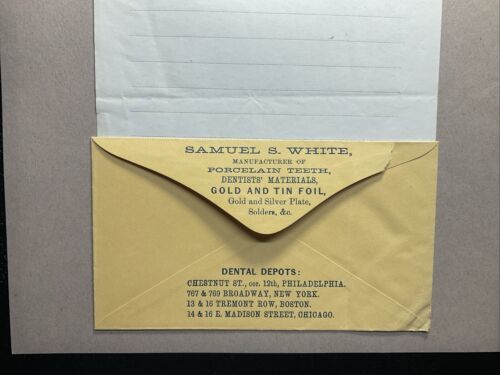 SAMUEL S. WHITE,
MANUFACTURER OF
PORCELAIN TEETH,
DENTISTS' MATERIALS,
GOLD AND TIN FOIL,
Gold and Silver Plate,
Solders, &c.
DENTAL DEPOTS:
CHESTNUT ST., cor. 12th, PHILADELPHIA.
767 & 769 BROADWAY, NEW YORK.
13 & 16 TREMONT ROW, BOSTON.
14 & 16 E. MADISON STREET, CHICAGO.